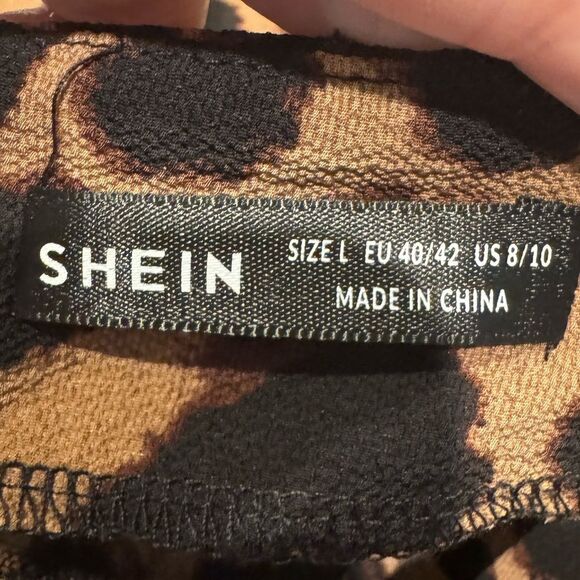 SHEIN
SIZE L EU 40/42 US 8/10
MADE IN CHINA